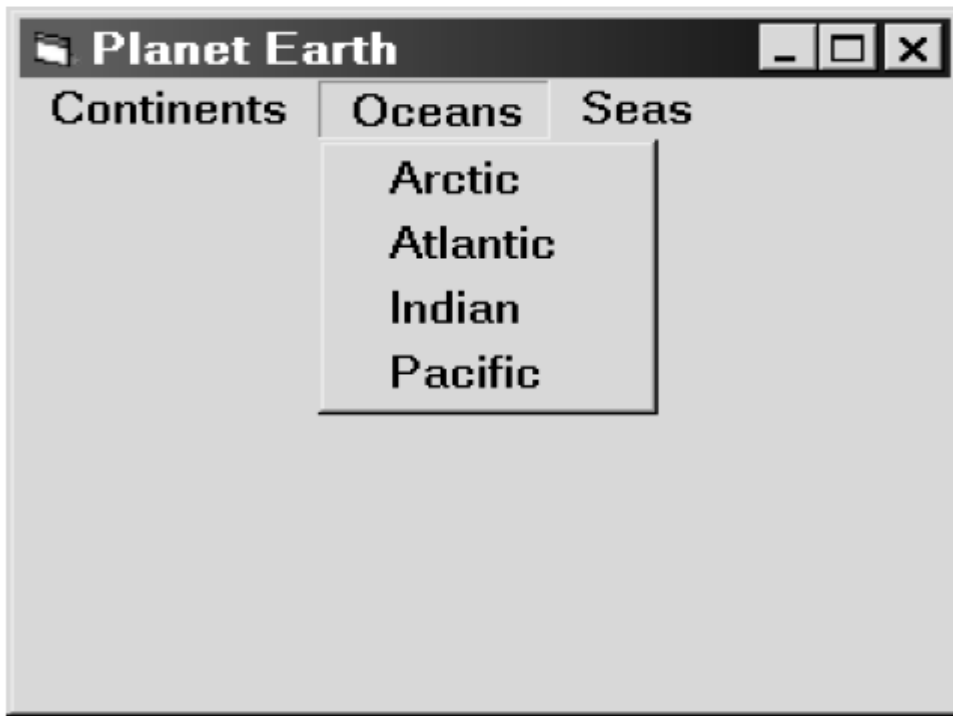 Planet Earth
Continents Oceans Seas
Arctic
Atlantic
Indian
Pacific